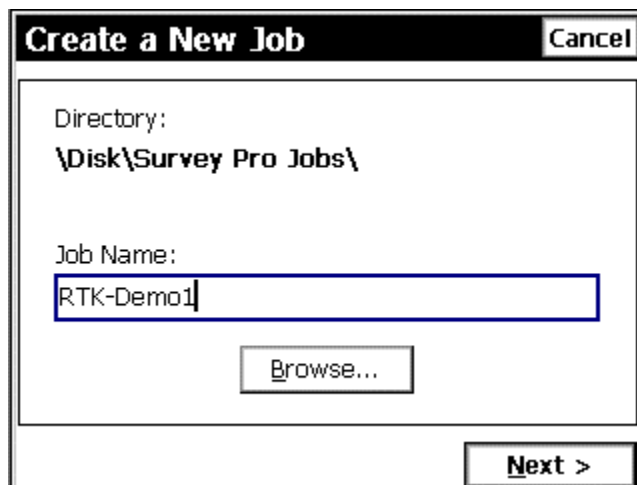 Create a New Job Cancel
Directory:
\Disk\Survey Pro Jobs\
Job Name:
RTK-Demo1
Browse...
Next >